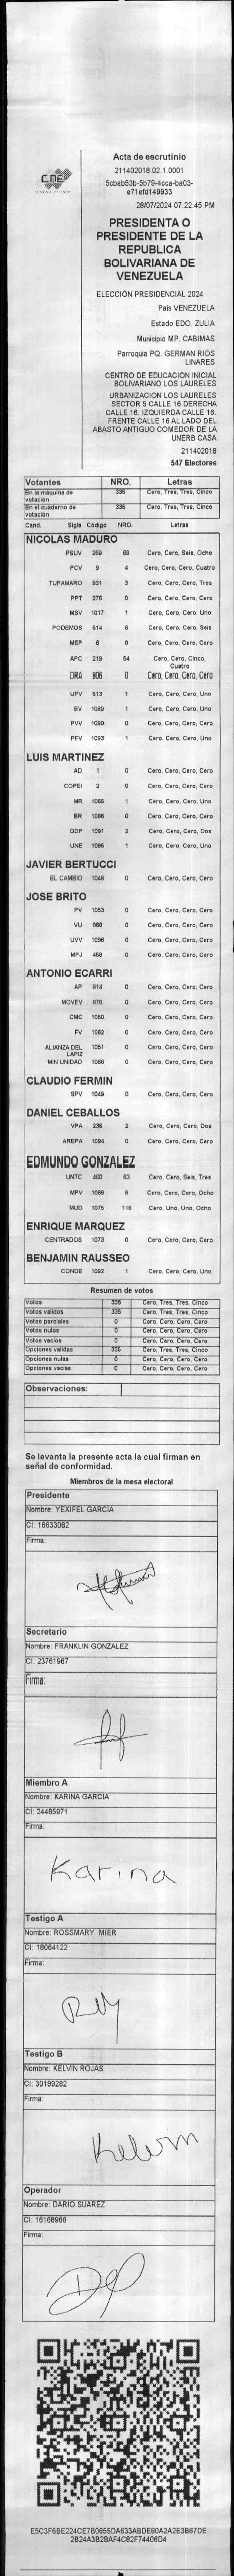 CNE
Acta de escrutinio
211402018.02.1.0001
5cbab53b-5b79-4cca-ba03-
e71efd149933
28/07/2024 07:22:45 PM
PRESIDENTA O
PRESIDENTE DE LA
REPUBLICA
BOLIVARIANA DE
VENEZUELA
ELECCIÓN PRESIDENCIAL 2024
Pais VENEZUELA
Estado EDO. ZULIA
Municipio MP. CABIMAS
Parroquia PQ. GERMAN RIOS
LINARES
CENTRO DE EDUCACION INICIAL
BOLIVARIANO LOS LAURELES
URBANIZACION LOS LAURELES
SECTOR 5 CALLE 16 DERECHA
CALLE 16. IZQUIERDA CALLE 16.
FRENTE CALLE 16 AL LADO DEL
ABASTO ANTIGUO COMEDOR DE LA
UNERB CASA
211402018
547 Electores
Votantes NRO. Letras
En la máquina de votación 335 Cero, Tres, Tres, Cinco
En el cuaderno de votación 335 Cero, Tres, Tres, Cinco
Cand. Sigla Código NRO. Letras
NICOLAS MADURO
PSUV 269 68 Cero, Cero, Seis, Ocho
PCV 9 4 Cero, Cero, Cero, Cuatro
TUPAMARO 931 3 Cero, Cero, Cero, Tres
PPT 276 0 Cero, Cero, Cero, Cero
MSV 1017 1 Cero, Cero, Cero, Uno
PODEMOS 514 6 Cero, Cero, Cero, Seis
MEP 6 0 Cero, Cero, Cero, Cero
APC 219 54 Cero, Cero, Cinco, Cuatro
ORA 906 0 Cero, Cero, Cero, Cero
UPV 513 1 Cero, Cero, Cero, Uno
EV 1089 1 Cero, Cero, Cero, Uno
PVV 1090 0 Cero, Cero, Cero, Cero
PFV 1093 1 Cero, Cero, Cero, Uno
LUIS MARTINEZ
AD 1 0 Cero, Cero, Cero, Cero
COPEI 2 0 Cero, Cero, Cero, Cero
MR 1065 1 Cero, Cero, Cero, Uno
BR 1066 0 Cero, Cero, Cero, Cero
DDP 1091 2 Cero, Cero, Cero, Dos
UNE 1095 1 Cero, Cero, Cero, Uno
JAVIER BERTUCCI
EL CAMBIO 1048 0 Cero, Cero, Cero, Cero
JOSE BRITO
PV 1053 0 Cero, Cero, Cero, Cero
VU 868 0 Cero, Cero, Cero, Cero
UVV 1096 0 Cero, Cero, Cero, Cero
MPJ 459 0 Cero, Cero, Cero, Cero
ANTONIO ECARRI
AP 614 0 Cero, Cero, Cero, Cero
MOVEV 878 0 Cero, Cero, Cero, Cero
CMC 1050 0 Cero, Cero, Cero, Cero
FV 1052 0 Cero, Cero, Cero, Cero
ALIANZA DEL LAPIZ 1051 0 Cero, Cero, Cero, Cero
MIN UNIDAD 1068 0 Cero, Cero, Cero, Cero
CLAUDIO FERMIN
SPV 1049 0 Cero, Cero, Cero, Cero
DANIEL CEBALLOS
VPA 236 2 Cero, Cero, Cero, Dos
AREPA 1094 0 Cero, Cero, Cero, Cero
EDMUNDO GONZALEZ
UNTC 460 63 Cero, Cero, Seis, Tres
MPV 1069 8 Cero, Cero, Cero, Ocho
MUD 1075 118 Cero, Uno, Uno, Ocho
ENRIQUE MARQUEZ
CENTRADOS 1073 0 Cero, Cero, Cero, Cero
BENJAMIN RAUSSEO
CONDE 1092 1 Cero, Cero, Cero, Uno
Resumen de votos
Votos 335 Cero, Tres, Tres, Cinco
Votos validos 335 Cero, Tres, Tres, Cinco
Votos parciales 0 Cero, Cero, Cero, Cero
Votos nulos 0 Cero, Cero, Cero, Cero
Votos vacios 0 Cero, Cero, Cero, Cero
Opciones validas 335 Cero, Tres, Tres, Cinco
Opciones nulas 0 Cero, Cero, Cero, Cero
Opciones vacias 0 Cero, Cero, Cero, Cero
Observaciones:
Se levanta la presente acta la cual firman en
señal de conformidad.
Miembros de la mesa electoral
Presidente
Nombre: YEXIFEL GARCIA
CI: 16633082
Firma:
Secretario
Nombre: FRANKLIN GONZALEZ
CI: 23761967
Firma:
Miembro A
Nombre: KARINA GARCIA
CI: 24485971
Firma:
Karina
Testigo A
Nombre: ROSSMARY MIER
CI: 18064122
Firma:
Testigo B
Nombre: KELVIN ROJAS
CI: 30189282
Firma:
Kelvin
Operador
Nombre: DARIO SUAREZ
CI: 16168966
Firma:
E5C3F6BE224CE7B0655DA633ABDE80A2A2E3B67DE
2B24A3B2BAF4C82F74406D4